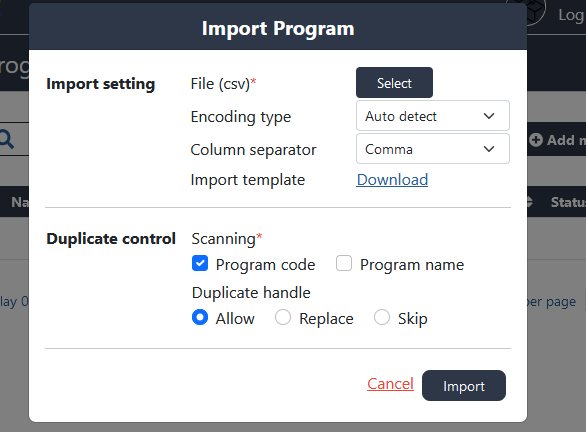 Import Program
Log
rog
Import setting
File (csv)*
Select
Encoding type
Auto detect
Column separator
Comma
Import template
Download
Add
Na
Statu
Duplicate control
Scanning*
Program code
Program name
Duplicate handle
lay 0
per page
Allow
Replace
Skip
Cancel
Import